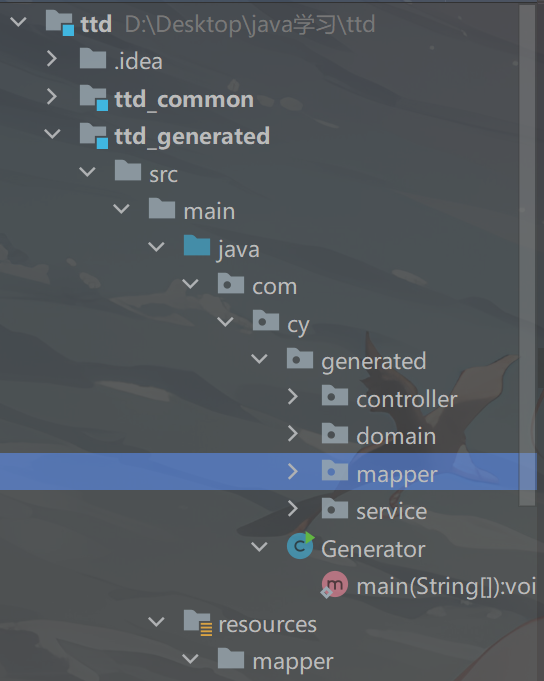 ttd D:\Desktop\java学习\ttd
.idea
ttd_common
ttd_generated
src
main
java
com
cy
generated
controller
domain
mapper
service
C Generator
m main(String[]):voi
resources
mapper